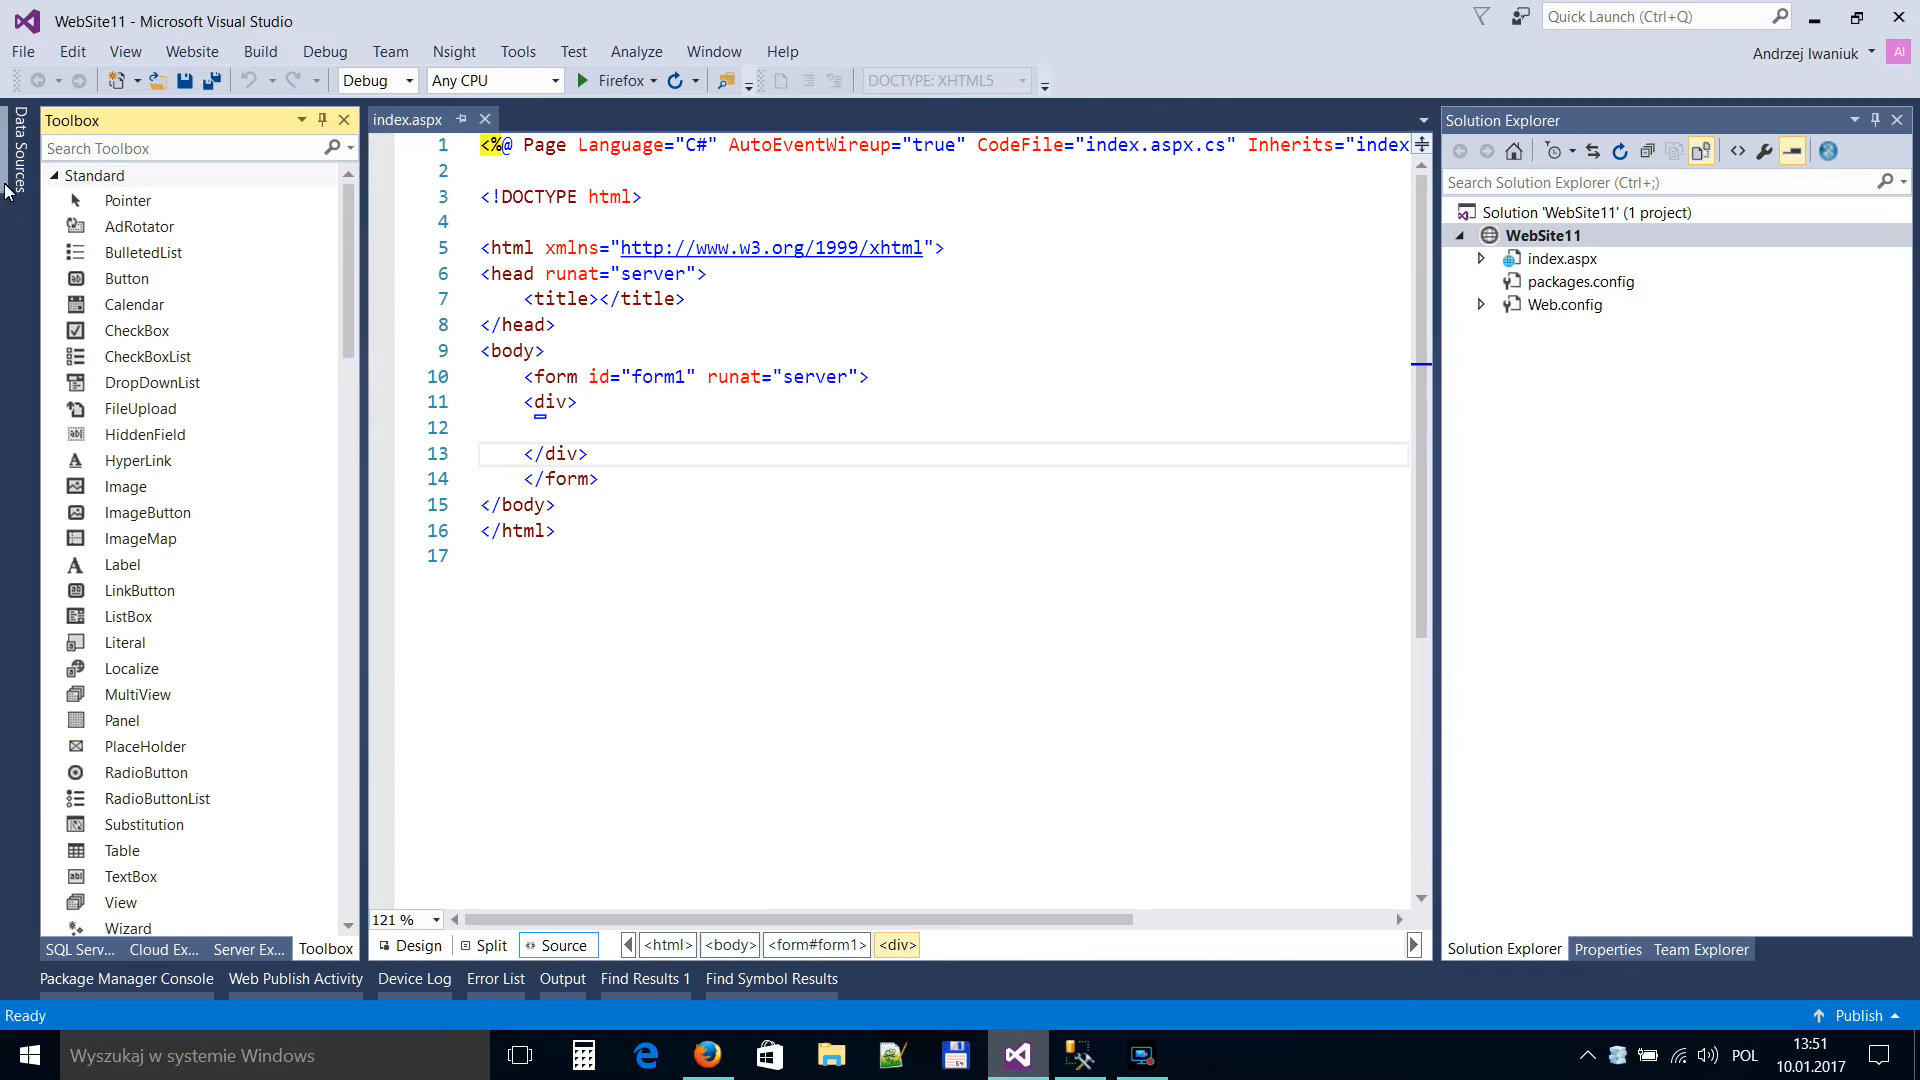 WebSite11 - Microsoft Visual Studio
Quick Launch (Ctrl+Q)
File Edit View Website Build Debug Team Nsight Tools Test Analyze Window Help
Andrzej Iwaniuk AI
Debug Any CPU Firefox DOCTYPE: XHTML5
Data Sources
Toolbox
Search Toolbox
Standard
Pointer
AdRotator
BulletedList
Button
Calendar
CheckBox
CheckBoxList
DropDownList
FileUpload
HiddenField
HyperLink
Image
ImageButton
ImageMap
Label
LinkButton
ListBox
Literal
Localize
MultiView
Panel
PlaceHolder
RadioButton
RadioButtonList
Substitution
Table
TextBox
View
Wizard
SQL Serv... Cloud Ex... Server Ex... Toolbox
index.aspx
1 <%@ Page Language="C#" AutoEventWireup="true" CodeFile="index.aspx.cs" Inherits="index
2
3 <!DOCTYPE html>
4
5 <html xmlns="http://www.w3.org/1999/xhtml">
6 <head runat="server">
7 <title></title>
8 </head>
9 <body>
10 <form id="form1" runat="server">
11 <div>
12
13 </div>
14 </form>
15 </body>
16 </html>
17
121 %
Design Split Source <html> <body> <form#form1> <div>
Solution Explorer
Search Solution Explorer (Ctrl+;)
Solution 'WebSite11' (1 project)
WebSite11
index.aspx
packages.config
Web.config
Solution Explorer Properties Team Explorer
Package Manager Console Web Publish Activity Device Log Error List Output Find Results 1 Find Symbol Results
Ready
Publish
Wyszukaj w systemie Windows
POL
13:51
10.01.2017